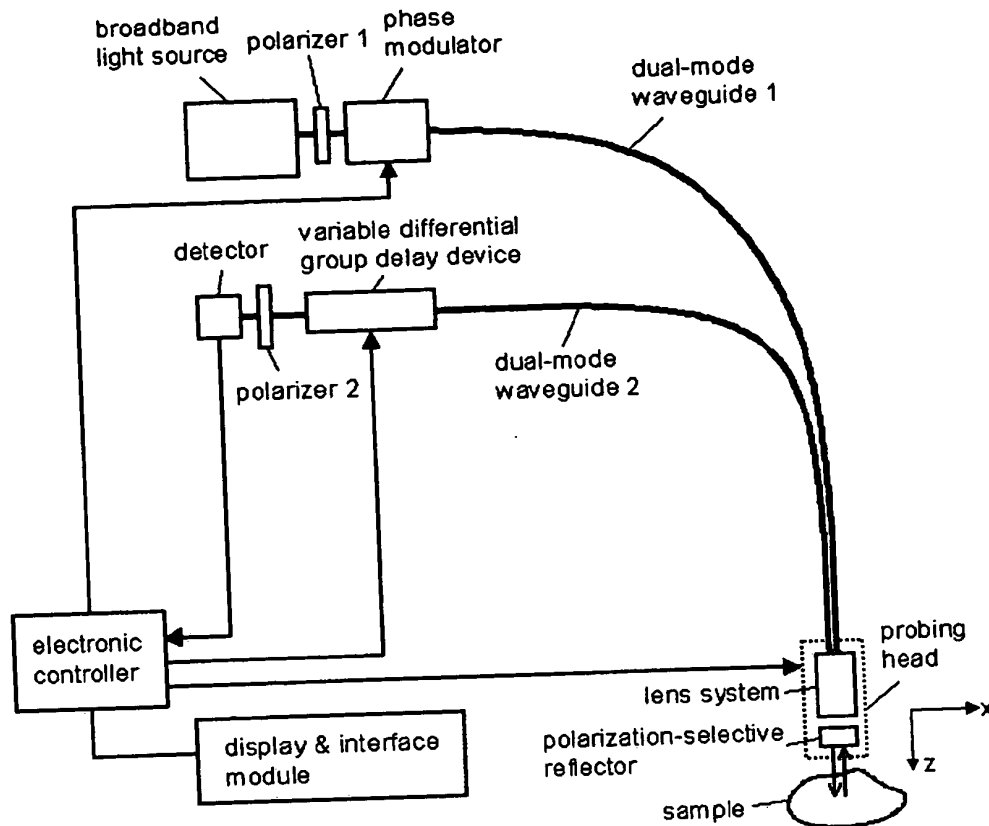 broadband
light source
polarizer 1
phase
modulator
dual-mode
waveguide 1
detector
variable differential
group delay device
polarizer 2
dual-mode
waveguide 2
electronic
controller
probing
head
lens system
x
polarization-selective
reflector
z
display & interface
module
sample